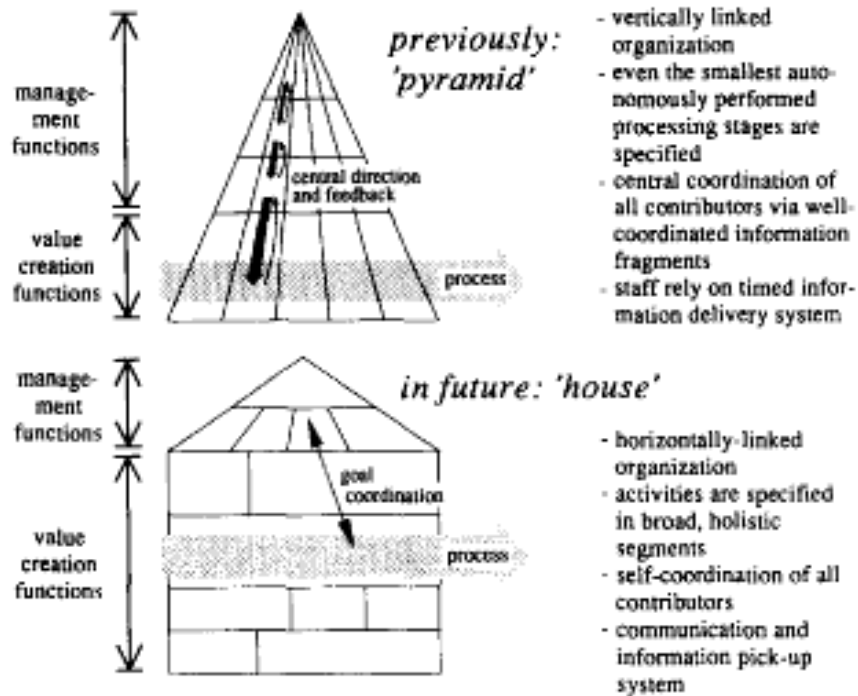 previously:
'pyramid'
manage-
ment
functions
central direction
and feedback
value
creation
functions
process
- vertically linked
organization
- even the smallest auto-
nomously performed
processing stages are
specified
- central coordination of
all contributors via well-
coordinated information
fragments
- staff rely on timed infor-
mation delivery system
in future: 'house'
manage-
ment
functions
goal
coordination
value
creation
functions
process
- horizontally-linked
organization
- activities are specified
in broad, holistic
segments
- self-coordination of all
contributors
- communication and
information pick-up
system